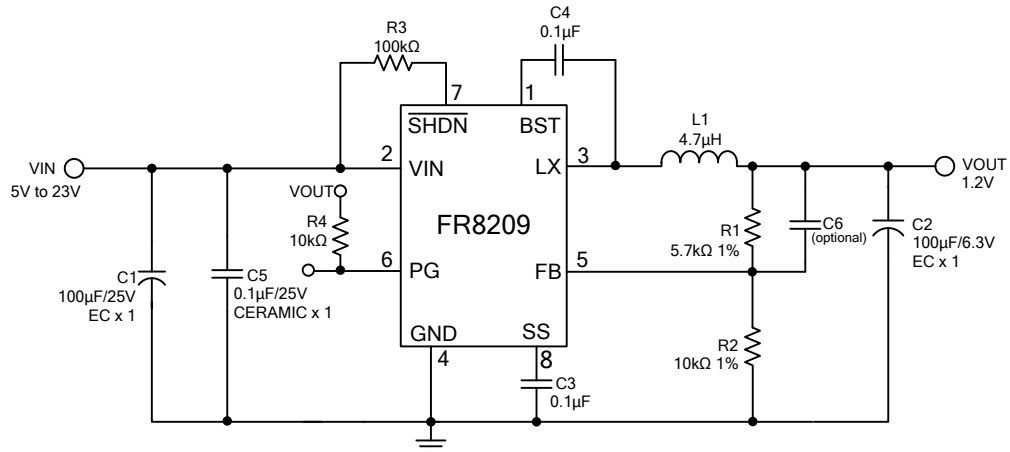 C4
0.1µF
R3
100kΩ
7
1
SHDN
BST
L1
4.7µH
VIN
5V to 23V
2
VIN
LX
3
VOUT
1.2V
VOUT
R4
10kΩ
FR8209
R1
5.7kΩ 1%
C6
(optional)
C2
100µF/6.3V
EC x 1
6
PG
FB
5
C1
100µF/25V
EC x 1
C5
0.1µF/25V
CERAMIC x 1
GND
SS
4
8
R2
10kΩ 1%
C3
0.1µF